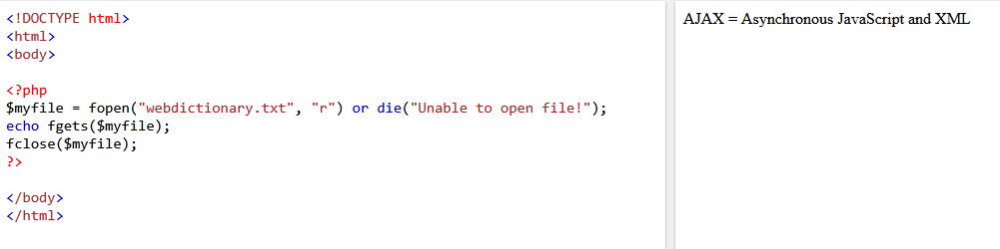 <!DOCTYPE html>
<html>
<body>
<?php
$myfile = fopen("webdictionary.txt", "r") or die("Unable to open file!");
echo fgets($myfile);
fclose($myfile);
?>
</body>
</html>
AJAX = Asynchronous JavaScript and XML